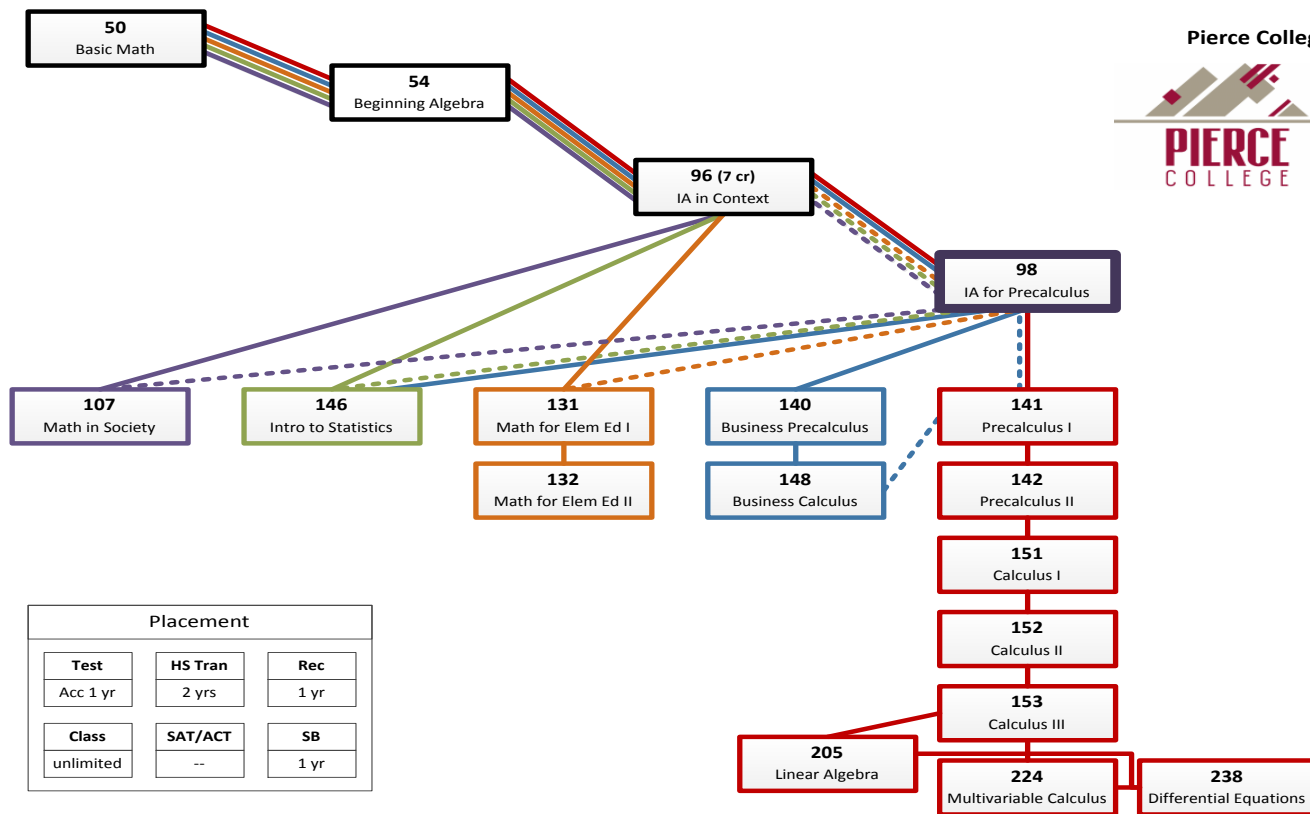 50
Basic Math
Pierce Colleg
54
Beginning Algebra
PIERCE
COLLEGE
96 (7 cr)
IA in Context
98
IA for Precalculus
107
Math in Society
146
Intro to Statistics
131
Math for Elem Ed I
140
Business Precalculus
141
Precalculus I
132
Math for Elem Ed II
148
Business Calculus
142
Precalculus II
151
Calculus I
152
Calculus II
153
Calculus III
205
Linear Algebra
224
Multivariable Calculus
238
Differential Equations
Placement
Test
Acc 1 yr
HS Tran
2 yrs
Rec
1 yr
Class
unlimited
SAT/ACT
--
SB
1 yr